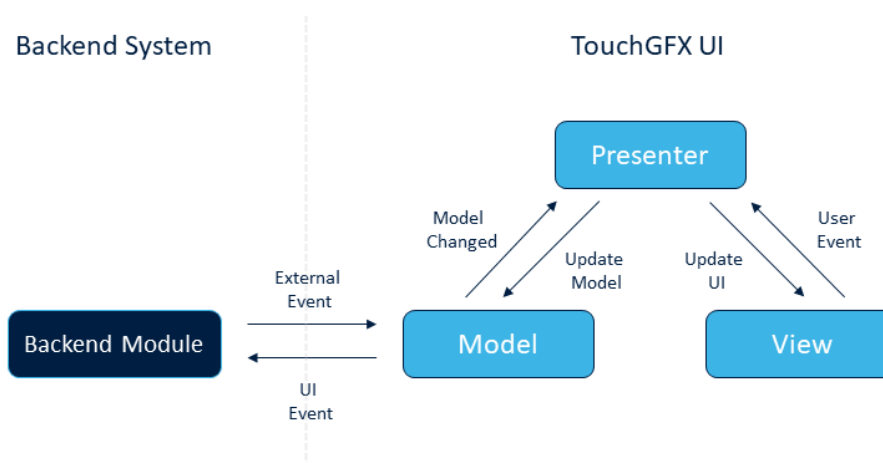 Backend System
TouchGFX UI
Presenter
Model
Changed
Update
Model
Update
UI
User
Event
External
Event
Backend Module
Model
View
UI
Event